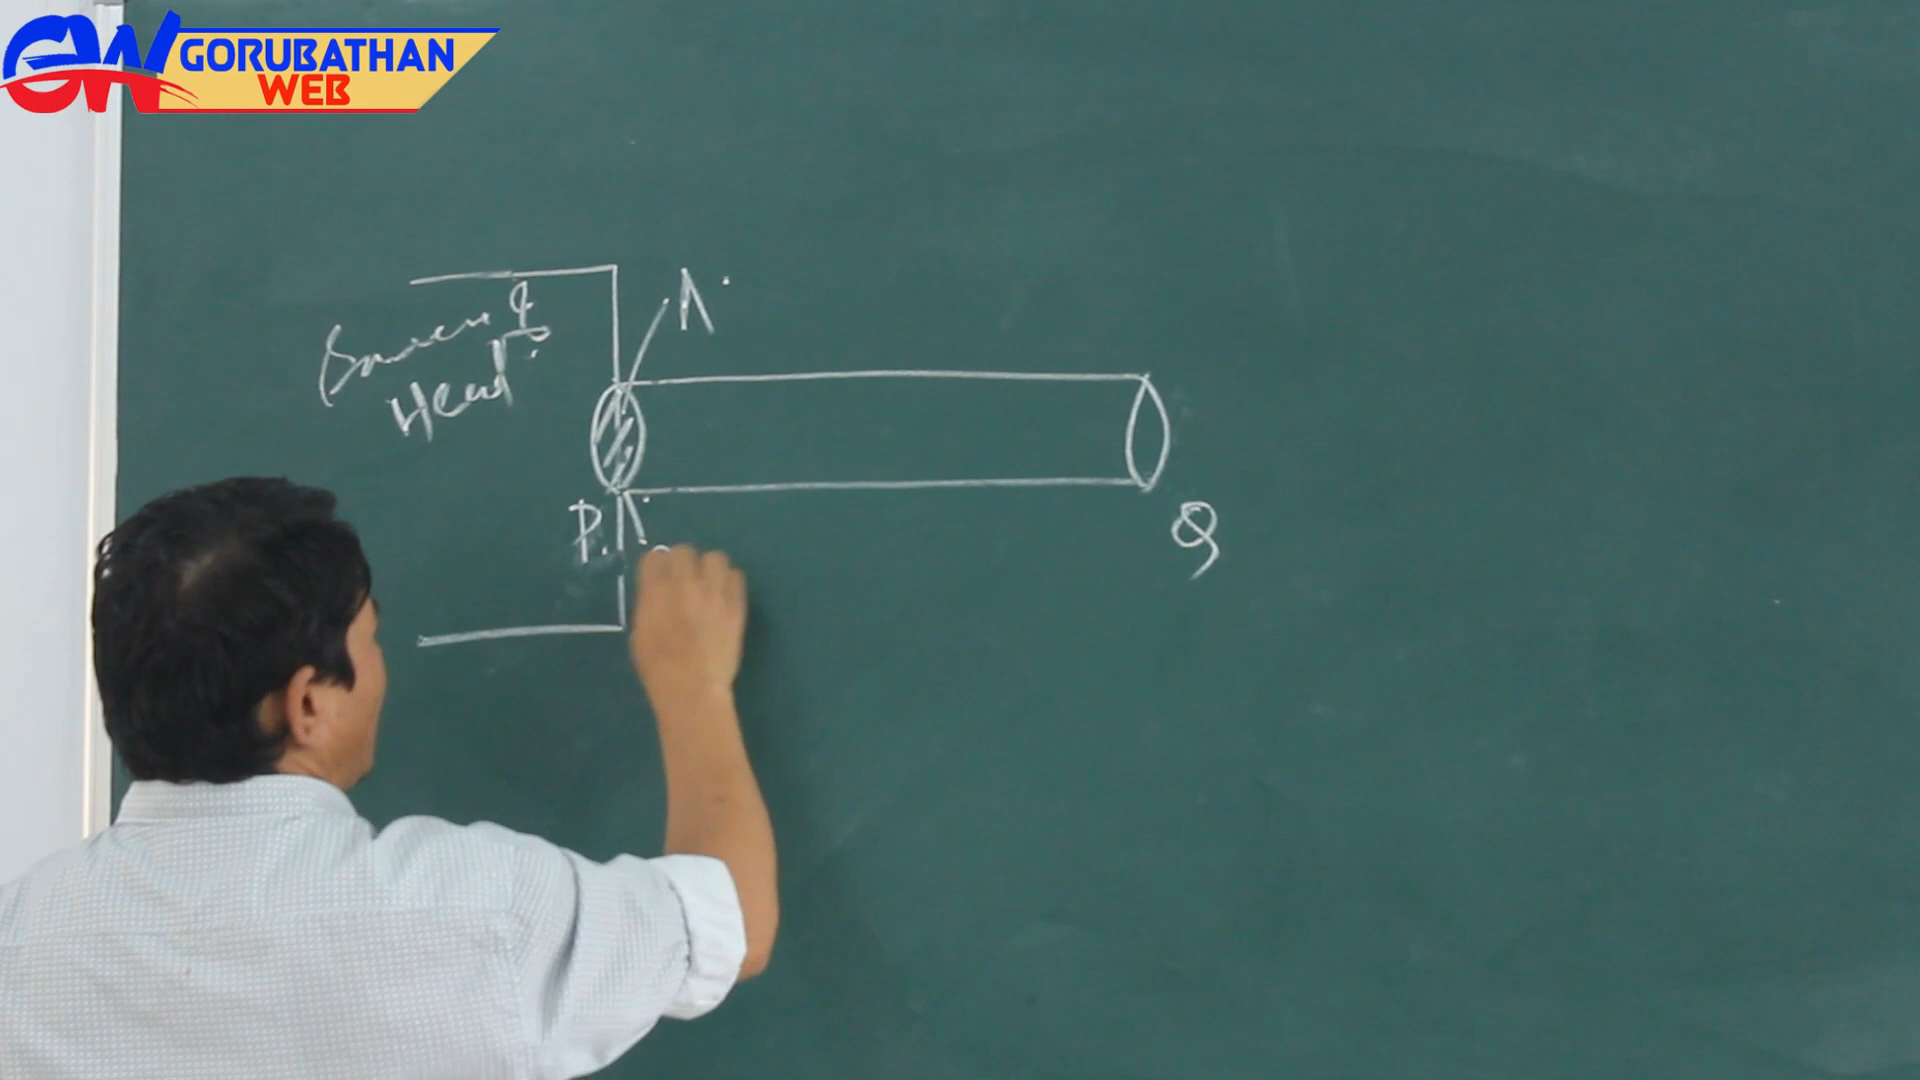 GORUBATHAN
WEB
Source of
Heat
A
P.
Q